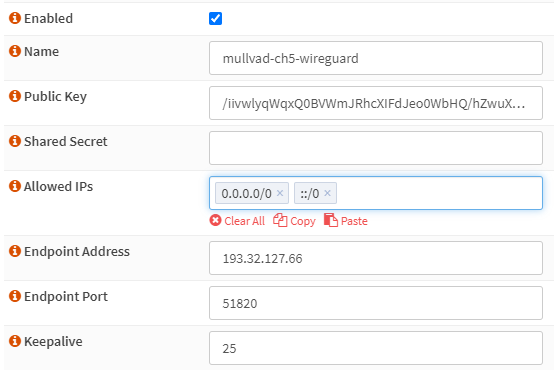 Enabled
Name mullvad-ch5-wireguard
Public Key /iivwlyqWqxQ0BVWmJRhcXIFdJeo0WbHQ/hZwuX...
Shared Secret
Allowed IPs 0.0.0.0/0 × ::/0 ×
Clear All Copy Paste
Endpoint Address 193.32.127.66
Endpoint Port 51820
Keepalive 25